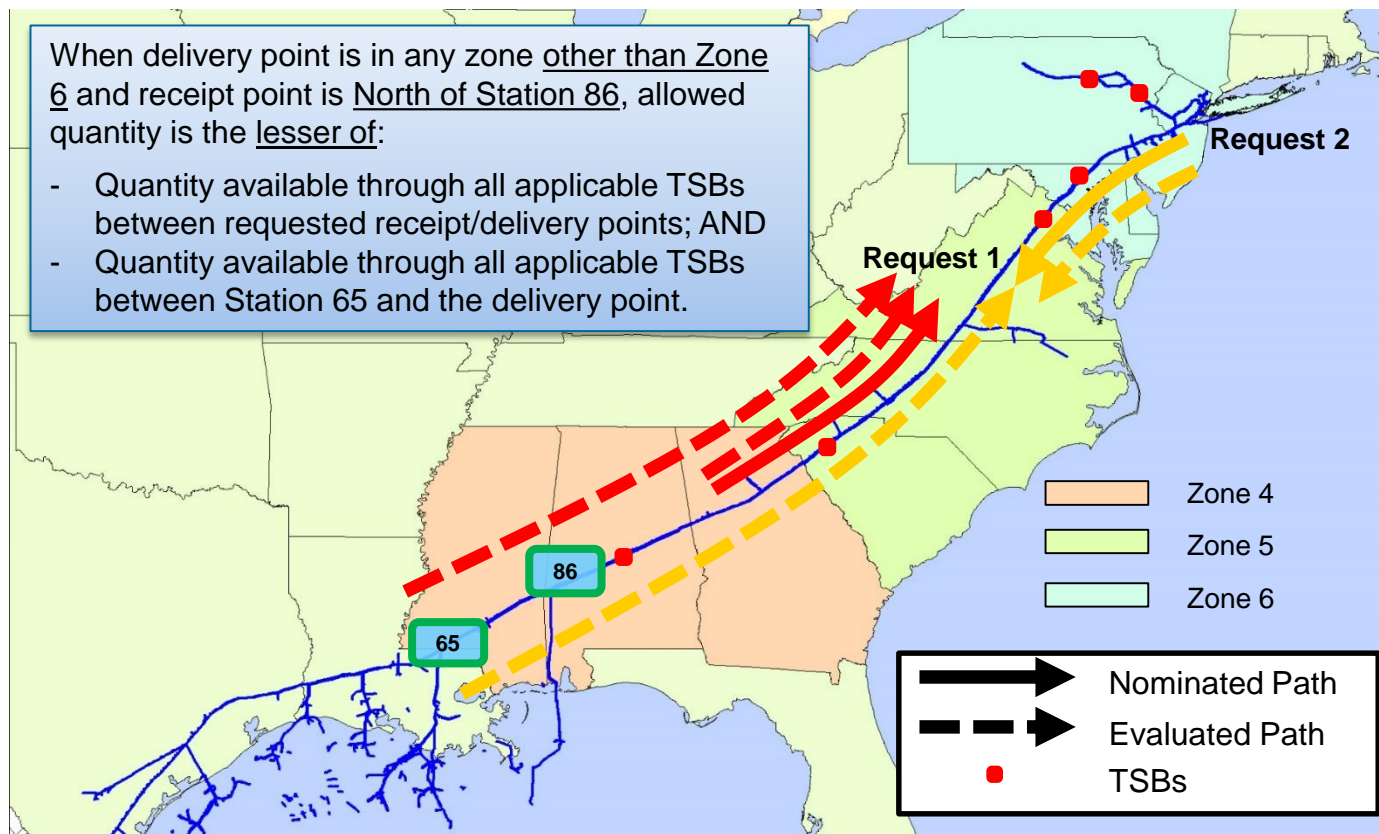 When delivery point is in any zone other than Zone
6 and receipt point is North of Station 86, allowed
quantity is the lesser of:
- Quantity available through all applicable TSBs
between requested receipt/delivery points; AND
- Quantity available through all applicable TSBs
between Station 65 and the delivery point.
Request 2
Request 1
86
65
Zone 4
Zone 5
Zone 6
Nominated Path
Evaluated Path
TSBs